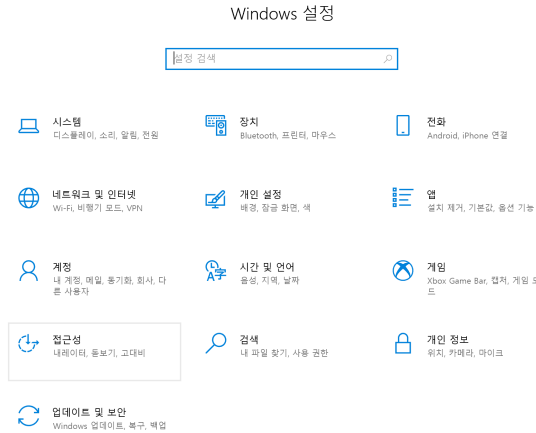 Windows 설정
설정 검색
시스템
디스플레이, 소리, 알림, 전원
장치
Bluetooth, 프린터, 마우스
전화
Android, iPhone 연결
네트워크 및 인터넷
Wi-Fi, 비행기 모드, VPN
개인 설정
배경, 잠금 화면, 색
앱
설치 제거, 기본값, 옵션 기능
계정
내 계정, 메일, 동기화, 회사, 다
른 사용자
시간 및 언어
음성, 지역, 날짜
게임
Xbox Game Bar, 캡처, 게임 모
드
접근성
내레이터, 돋보기, 고대비
검색
내 파일 찾기, 사용 권한
개인 정보
위치, 카메라, 마이크
업데이트 및 보안
Windows 업데이트, 복구, 백업